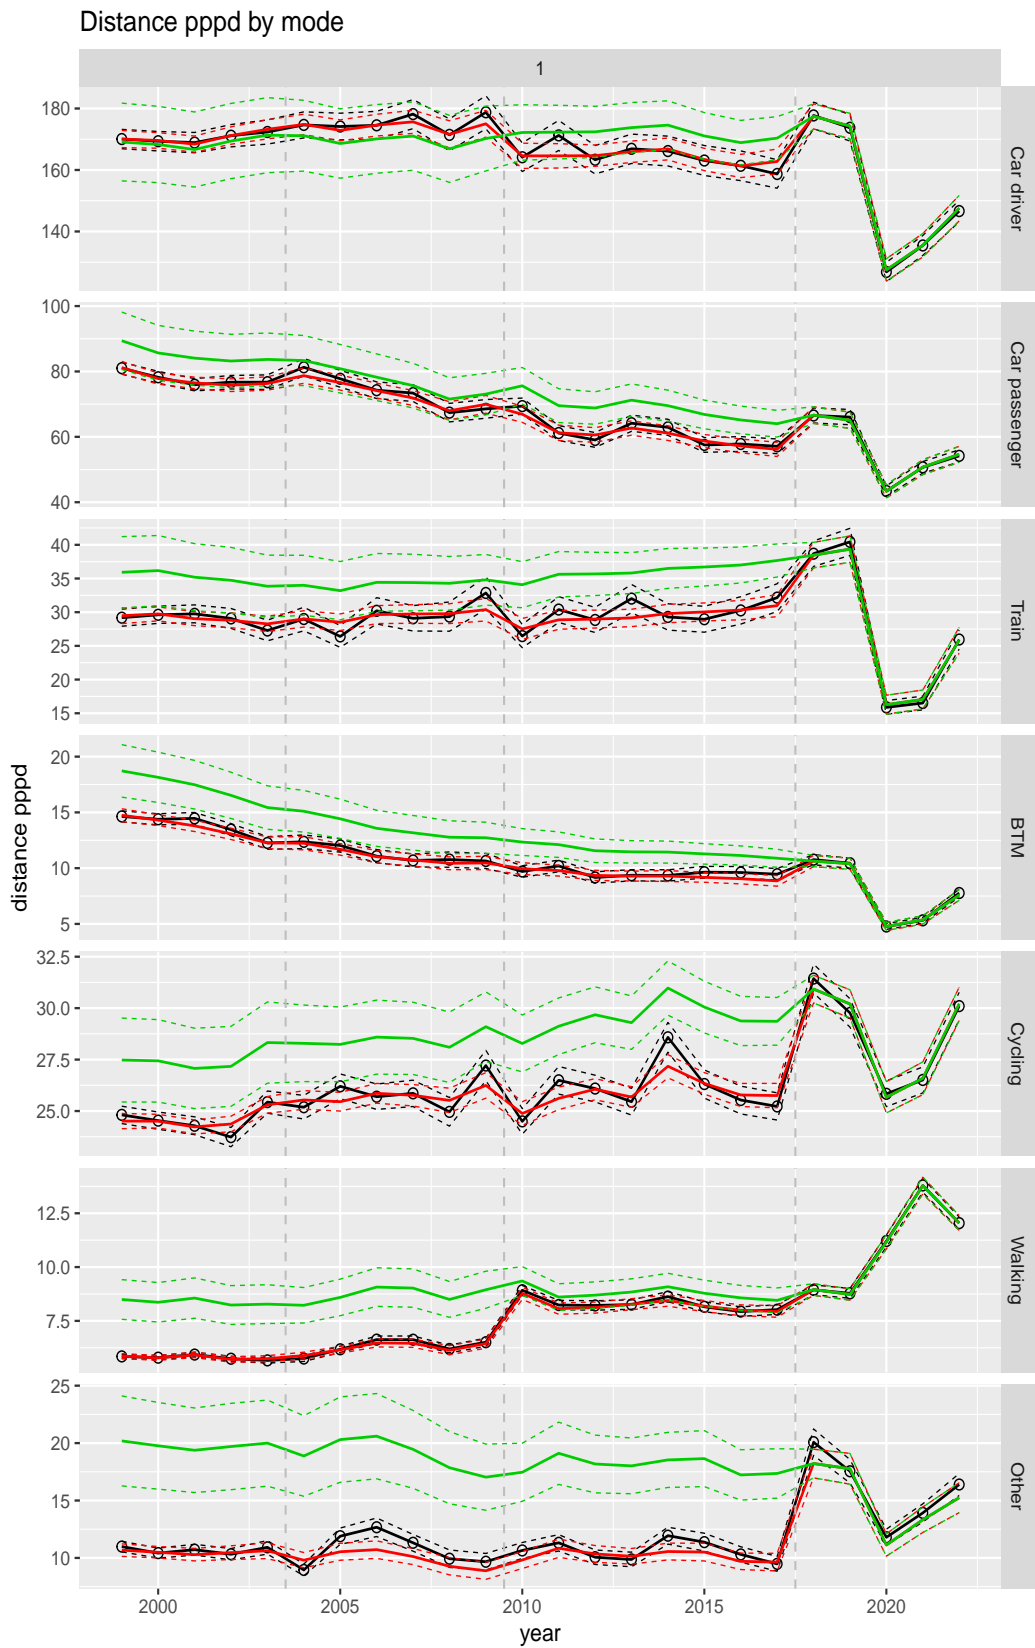 Distance pppd by mode
1
180
160
140
Car driver
100
80
60
40
Car passenger
40
35
30
25
20
15
Train
20
15
10
5
BTM
32.5
30.0
27.5
25.0
Cycling
12.5
10.0
7.5
Walking
25
20
15
10
Other
distance pppd
2000 2005 2010 2015 2020
year